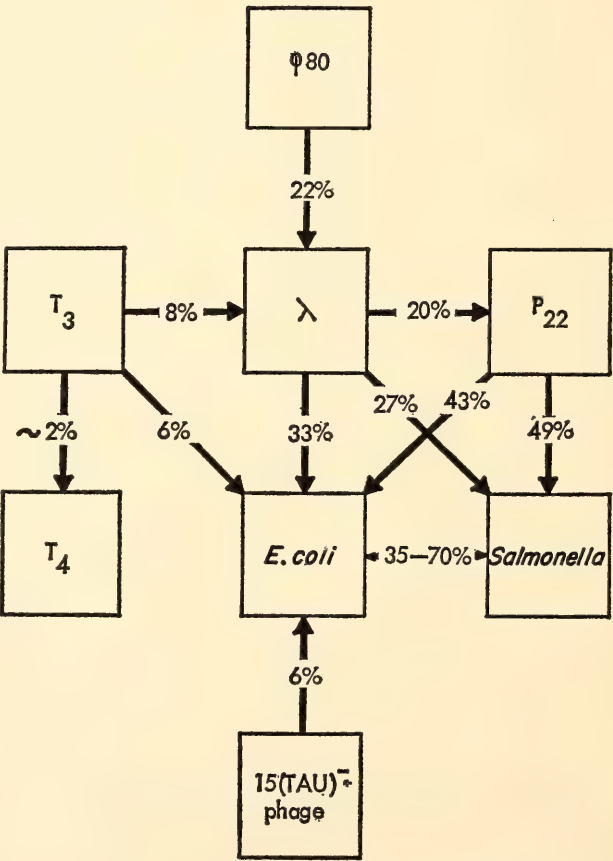 φ80
22%
T3
8%
λ
20%
P22
~2%
6%
33%
27%
43%
49%
T4
E.coli
35–70%
Salmonella
6%
15(TAU)⁻
phage